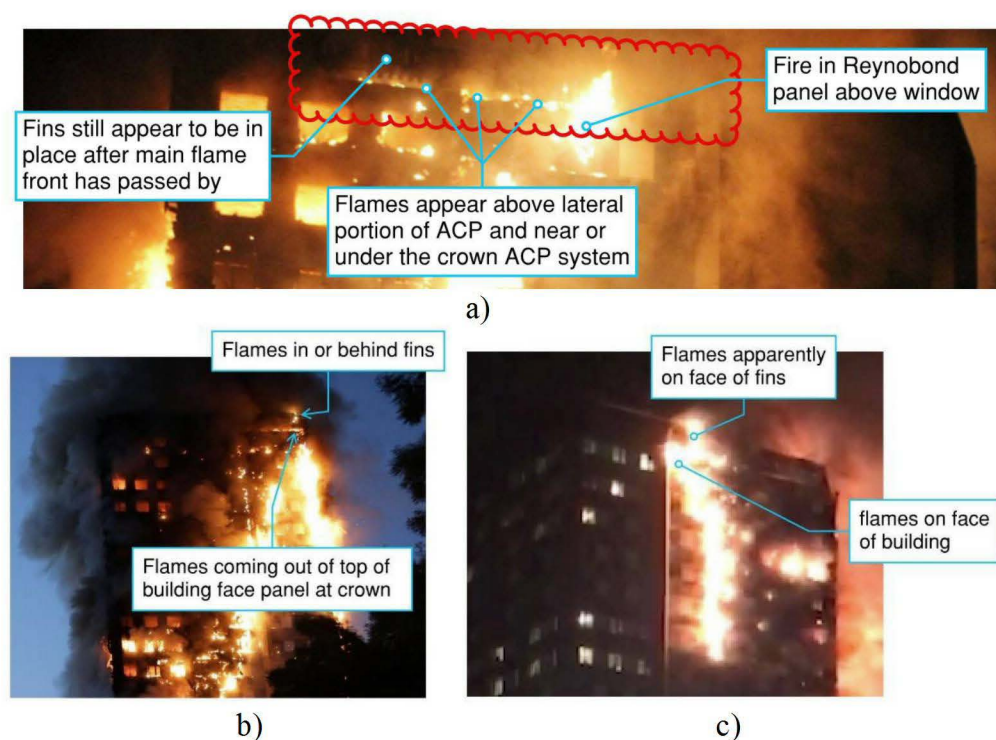 Fire in Reynobond
panel above window
Fins still appear to be in
place after main flame
front has passed by
Flames appear above lateral
portion of ACP and near or
under the crown ACP system
a)
Flames in or behind fins
Flames coming out of top of
building face panel at crown
b)
Flames apparently
on face of fins
flames on face
of building
c)